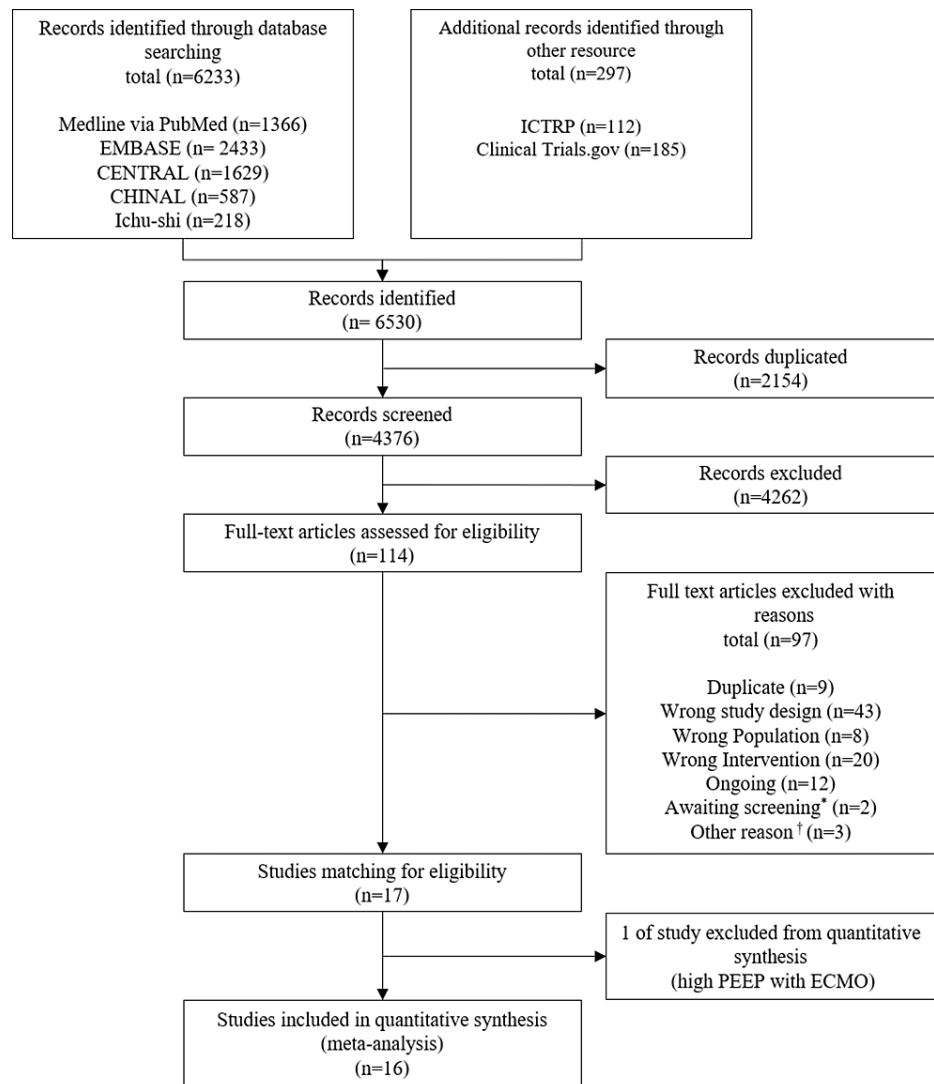 Records identified through database
searching
total (n=6233)
Medline via PubMed (n=1366)
EMBASE (n= 2433)
CENTRAL (n=1629)
CHINAL (n=587)
Ichu-shi (n=218)
Additional records identified through
other resource
total (n=297)
ICTRP (n=112)
Clinical Trials.gov (n=185)
Records identified
(n= 6530)
Records duplicated
(n=2154)
Records screened
(n=4376)
Records excluded
(n=4262)
Full-text articles assessed for eligibility
(n=114)
Full text articles excluded with
reasons
total (n=97)
Duplicate (n=9)
Wrong study design (n=43)
Wrong Population (n=8)
Wrong Intervention (n=20)
Ongoing (n=12)
Awaiting screening* (n=2)
Other reason † (n=3)
Studies matching for eligibility
(n=17)
1 of study excluded from quantitative
synthesis
(high PEEP with ECMO)
Studies included in quantitative synthesis
(meta-analysis)
(n=16)